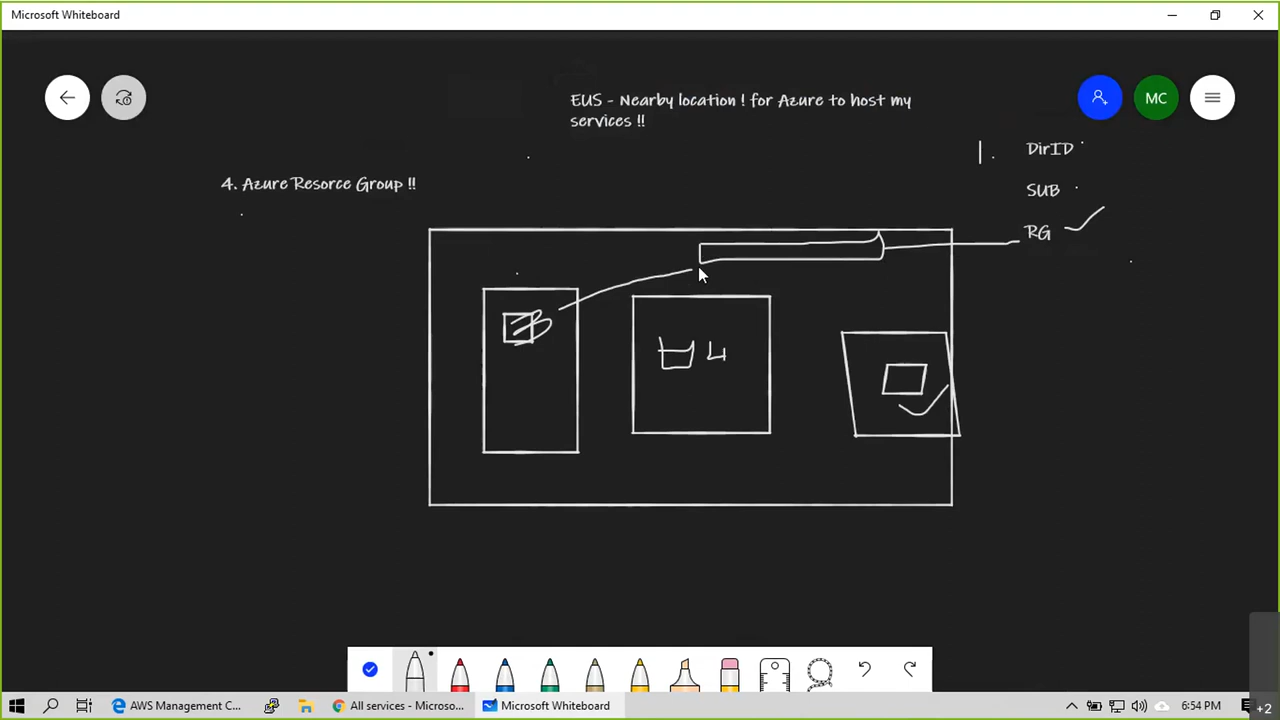 Microsoft Whiteboard
EUS - Nearby location ! for Azure to host my
services !!
MC
DirID
4. Azure Resorce Group !!
SUB
RG
AWS Management C...
All services - Microso...
Microsoft Whiteboard
6:54 PM
+2